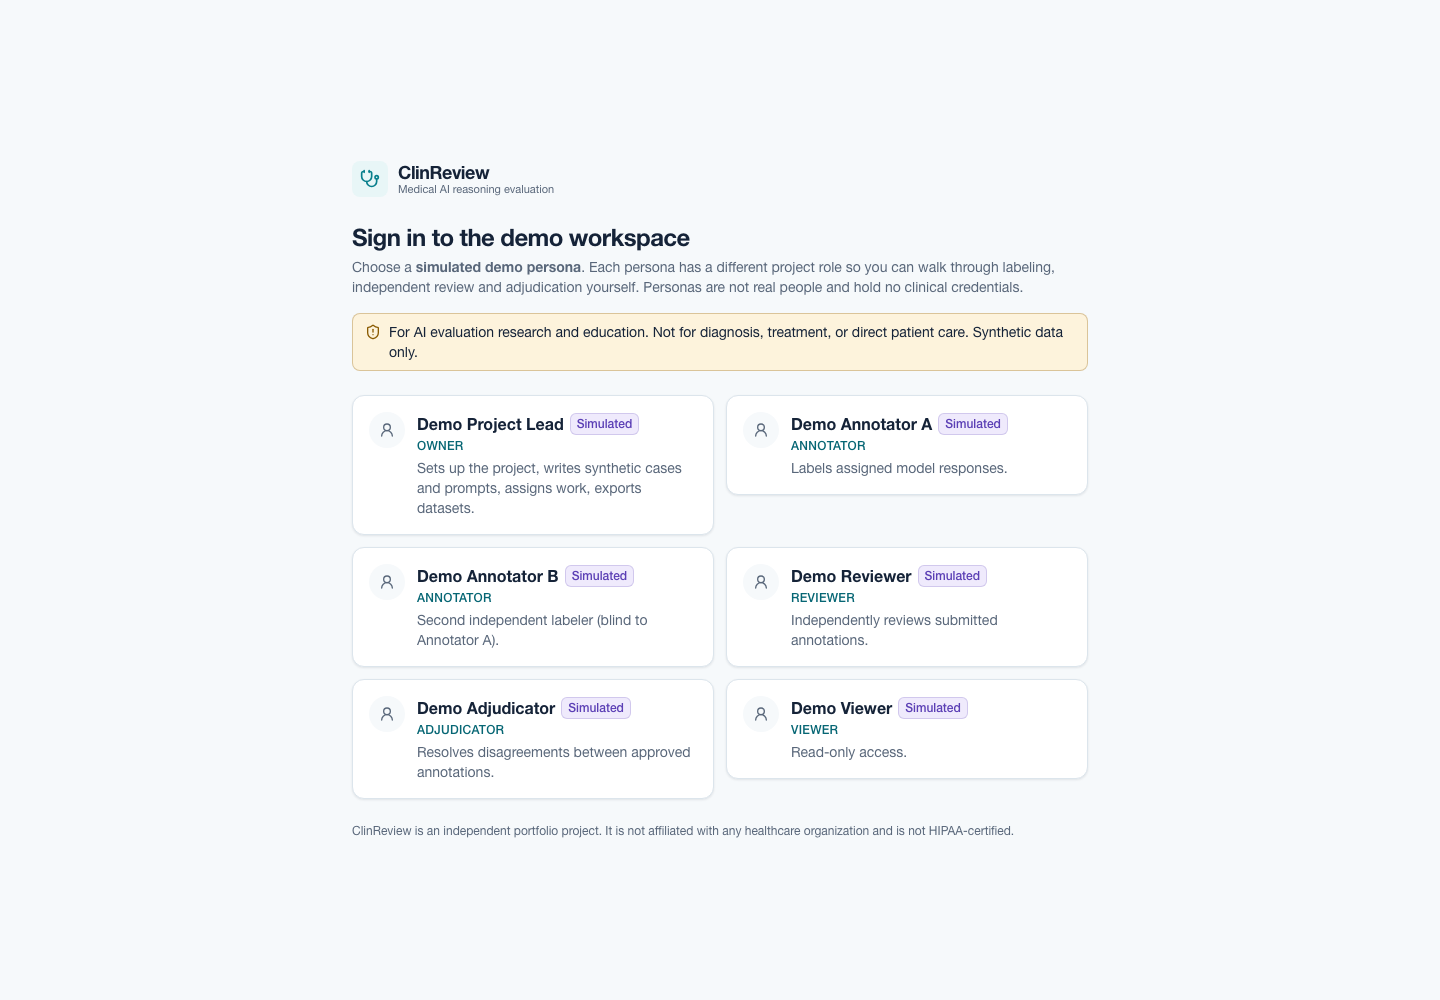 ClinReview
Medical AI reasoning evaluation
Sign in to the demo workspace
Choose a simulated demo persona. Each persona has a different project role so you can walk through labeling,
independent review and adjudication yourself. Personas are not real people and hold no clinical credentials.
For AI evaluation research and education. Not for diagnosis, treatment, or direct patient care. Synthetic data
only.
Demo Project Lead Simulated
OWNER
Sets up the project, writes synthetic cases
and prompts, assigns work, exports
datasets.
Demo Annotator A Simulated
ANNOTATOR
Labels assigned model responses.
Demo Annotator B Simulated
ANNOTATOR
Second independent labeler (blind to
Annotator A).
Demo Reviewer Simulated
REVIEWER
Independently reviews submitted
annotations.
Demo Adjudicator Simulated
ADJUDICATOR
Resolves disagreements between approved
annotations.
Demo Viewer Simulated
VIEWER
Read-only access.
ClinReview is an independent portfolio project. It is not affiliated with any healthcare organization and is not HIPAA-certified.